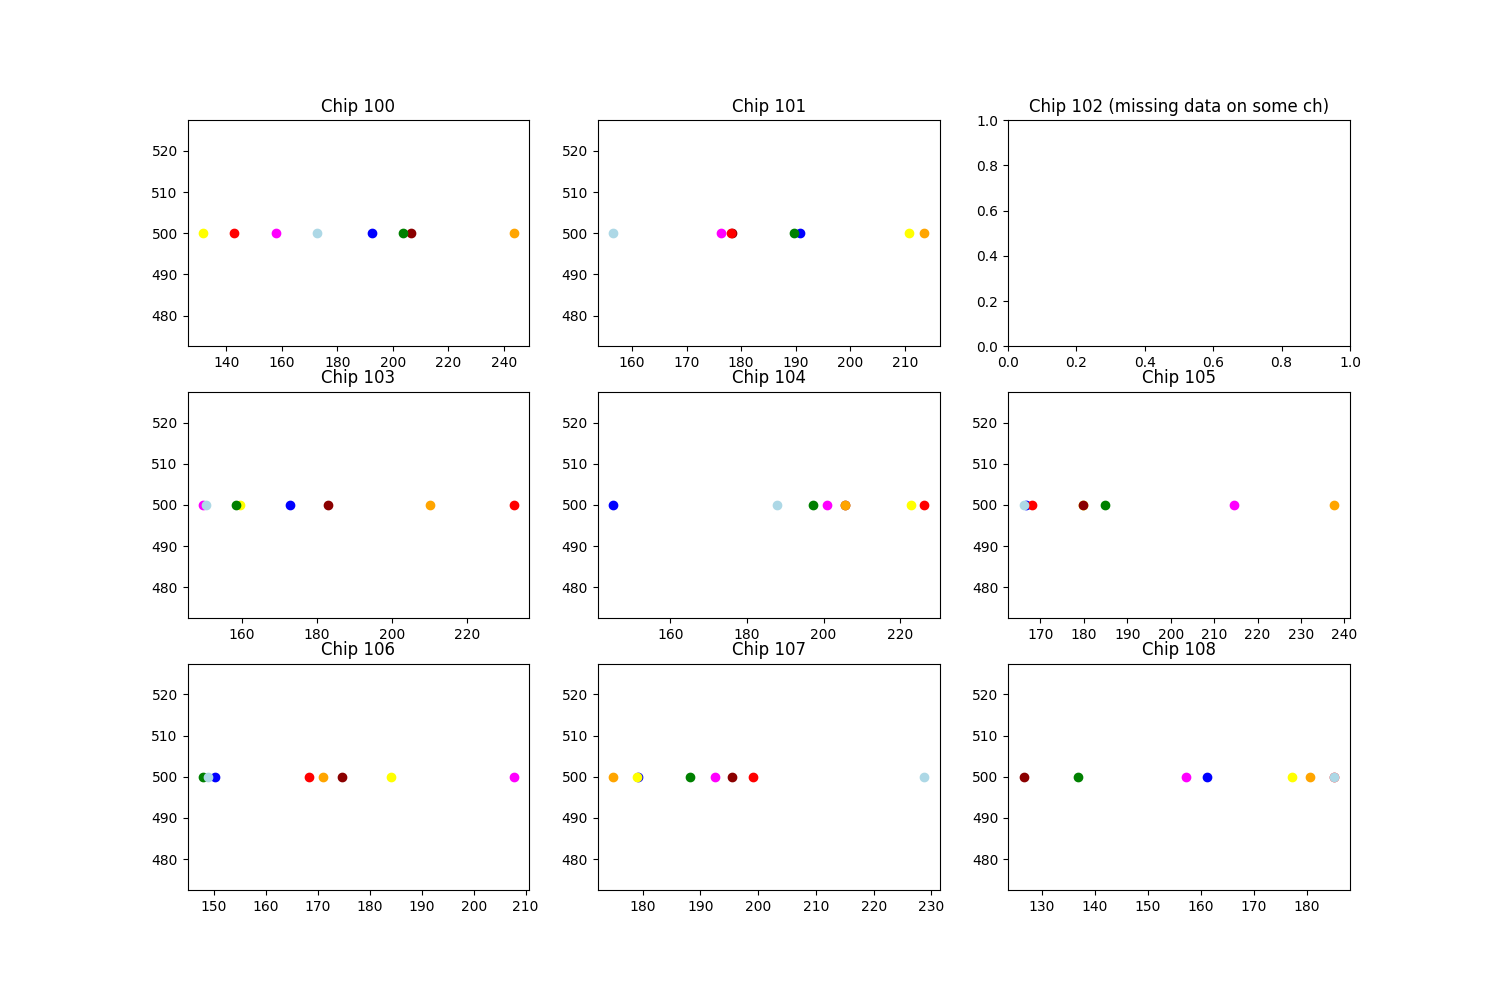 Chip 100
Chip 101
Chip 102 (missing data on some ch)
520
510
500
490
480
140 160 180 200 220 240
520
510
500
490
480
160 170 180 190 200 210
1.0
0.8
0.6
0.4
0.2
0.0
0.0 0.2 0.4 0.6 0.8 1.0
Chip 103
Chip 104
Chip 105
520
510
500
490
480
160 180 200 220
520
510
500
490
480
160 180 200 220
520
510
500
490
480
170 180 190 200 210 220 230 240
Chip 106
Chip 107
Chip 108
520
510
500
490
480
150 160 170 180 190 200 210
520
510
500
490
480
180 190 200 210 220 230
520
510
500
490
480
130 140 150 160 170 180